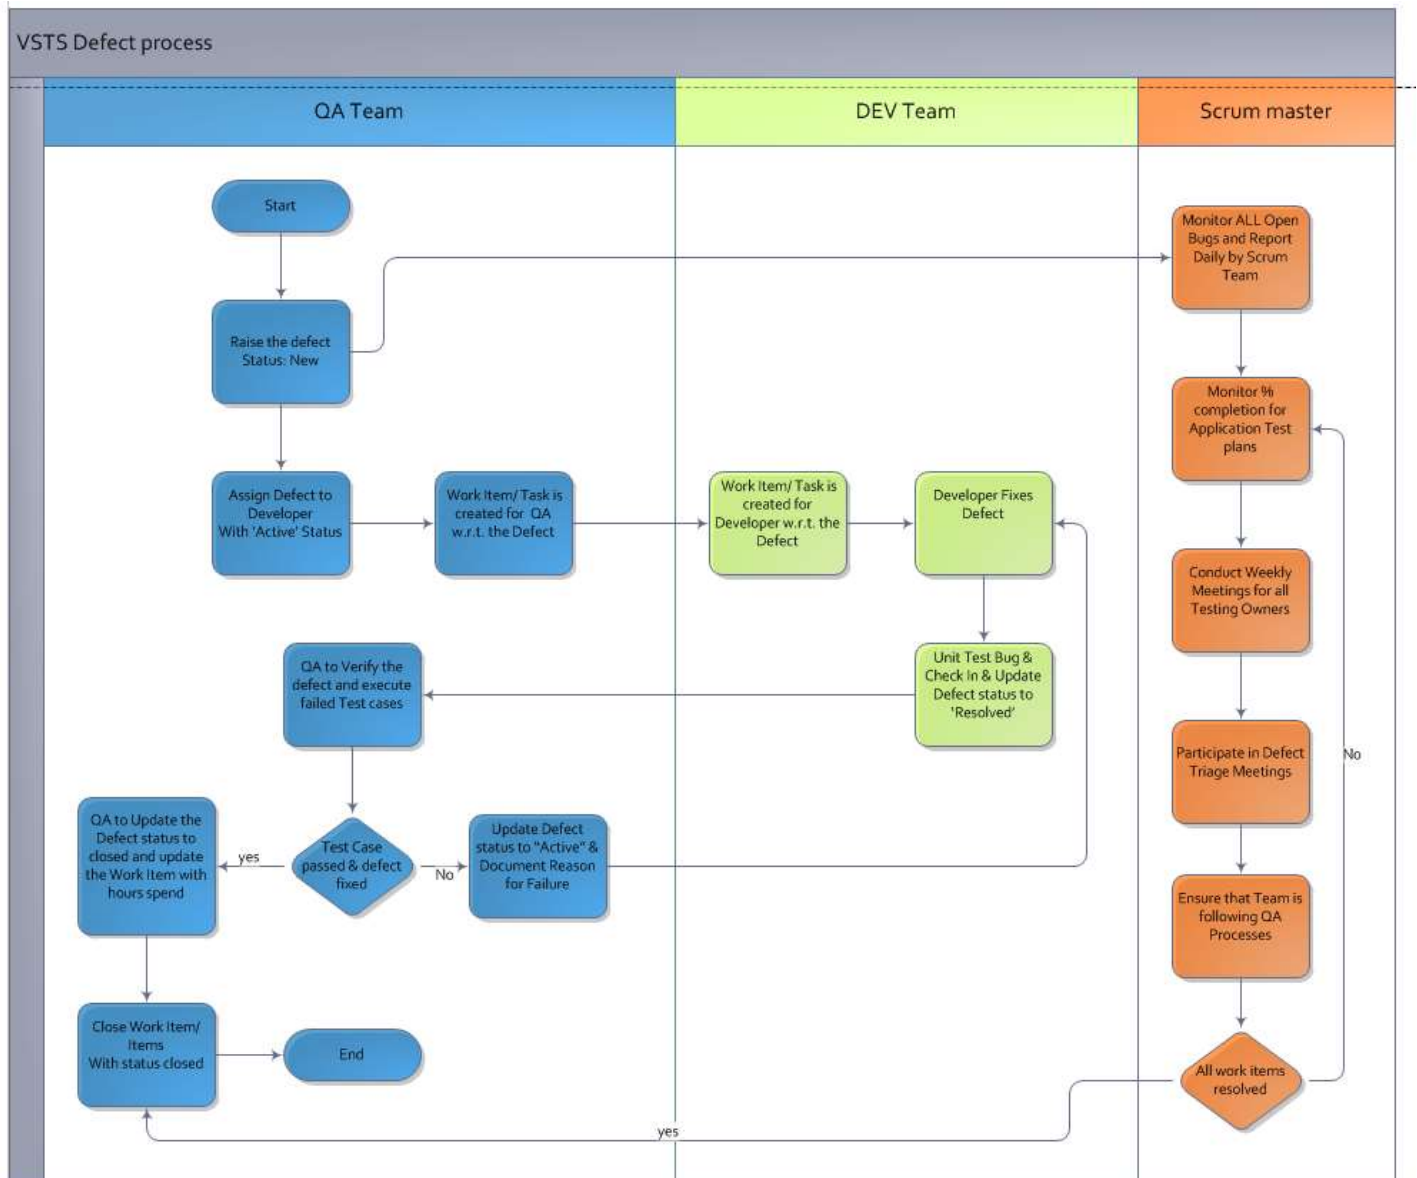 VSTS Defect process
QA Team
DEV Team
Scrum master
Start
Monitor ALL Open
Bugs and Report
Daily by Scrum
Team
Raise the defect
Status: New
Monitor %
completion for
Application Test
plans
Assign Defect to
Developer
With 'Active' Status
Work Item/ Task is
created for QA
w.r.t. the Defect
Work Item/ Task is
created for
Developer w.r.t. the
Defect
Developer Fixes
Defect
Conduct Weekly
Meetings for all
Testing Owners
QA to Verify the
defect and execute
failed Test cases
Unit Test Bug &
Check In & Update
Defect status to
'Resolved'
Participate in Defect
Triage Meetings
No
QA to Update the
Defect status to
closed and update
the Work Item with
hours spend
yes
Test Case
passed & defect
fixed
No
Update Defect
status to "Active" &
Document Reason
for Failure
Ensure that Team is
following QA
Processes
Close Work Item/
Items
With status closed
End
All work items
resolved
yes